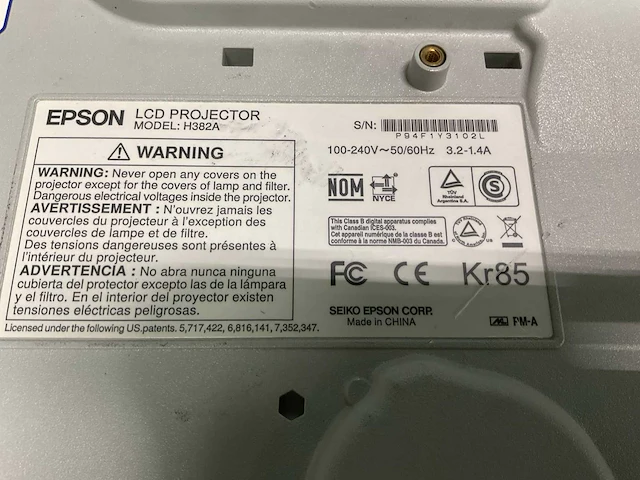 EPSON LCD PROJECTOR
MODEL: H382A
WARNING
WARNING: Never open any covers on the
projector except for the covers of lamp and filter.
Dangerous electrical voltages inside the projector.
AVERTISSEMENT : N'ouvrez jamais les
couvercles du projecteur à l'exception des
couvercles de lampe et de filtre.
Des tensions dangereuses sont présentes à
l'intérieur du projecteur.
ADVERTENCIA : No abra nunca ninguna
cubierta del proyector excepto las de la lámpara
y el filtro. En el interior del proyector existen
tensiones eléctricas peligrosas.
Licensed under the following US.patents. 5,717,422, 6,816,141, 7,352,347.
S/N:
P94F1Y3102L
100-240V~50/60Hz 3.2-1.4A
NOM
NYCE
TÜV
Rheinland
Argentina S.A.
S
This Class B digital apparatus complies
with Canadian ICES-003.
Cet appareil numérique de la classe B est
conforme à la norme NMB-003 du Canada.
C US
FC CE Kr85
SEIKO EPSON CORP.
Made in CHINA
PM-A